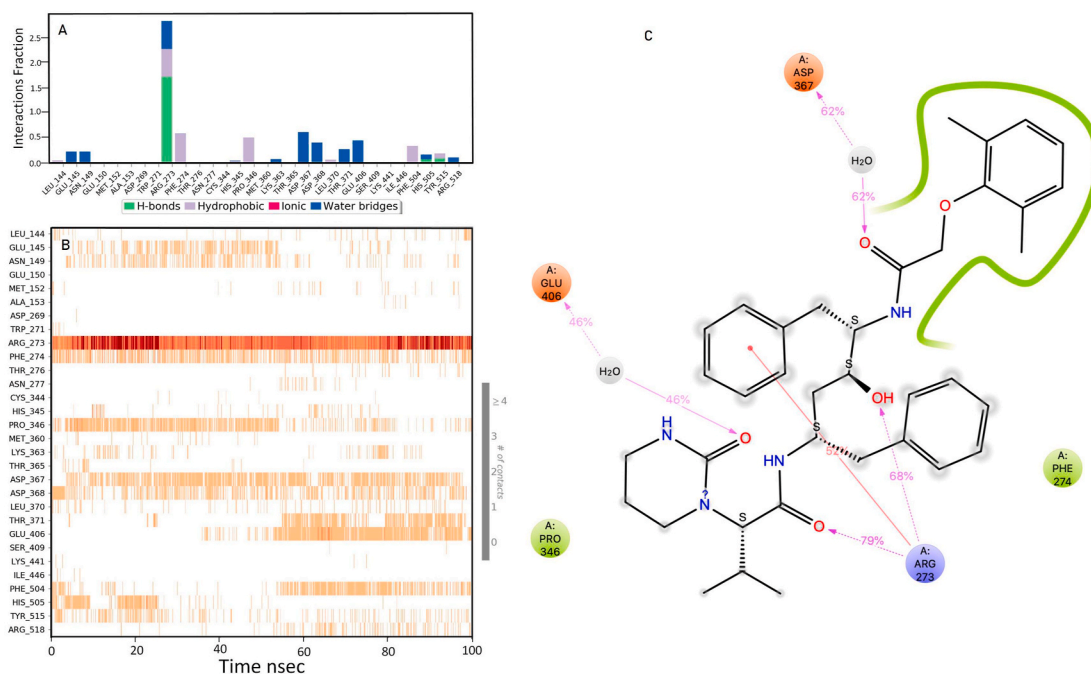 A
Interactions Fraction
2.5
2.0
1.5
1.0
0.5
0.0
LEU_144
GLU_145
ASN_149
GLU_150
MET_152
ALA_153
ASP_269
TRP_271
ARG_273
PHE_274
THR_276
ASN_277
CYS_344
HIS_345
PRO_346
MET_360
LYS_363
THR_365
ASP_367
ASP_368
LEU_370
THR_371
GLU_406
SER_409
LYS_441
ILE_446
PHE_504
HIS_505
TYR_515
ARG_518
H-bonds
Hydrophobic
Ionic
Water bridges
B
LEU_144
GLU_145
ASN_149
GLU_150
MET_152
ALA_153
ASP_269
TRP_271
ARG_273
PHE_274
THR_276
ASN_277
CYS_344
HIS_345
PRO_346
MET_360
LYS_363
THR_365
ASP_367
ASP_368
LEU_370
THR_371
GLU_406
SER_409
LYS_441
ILE_446
PHE_504
HIS_505
TYR_515
ARG_518
0 20 40 60 80 100
Time nsec
≥4
3
2
1
0
# of contacts
C
A:
ASP
367
62%
H₂O
62%
O
O
NH
S
S
OH
S
52%
68%
A:
GLU
406
46%
H₂O
46%
H
N
O
HN
?
N
S
O
79%
A:
PRO
346
A:
PHE
274
A:
ARG
273